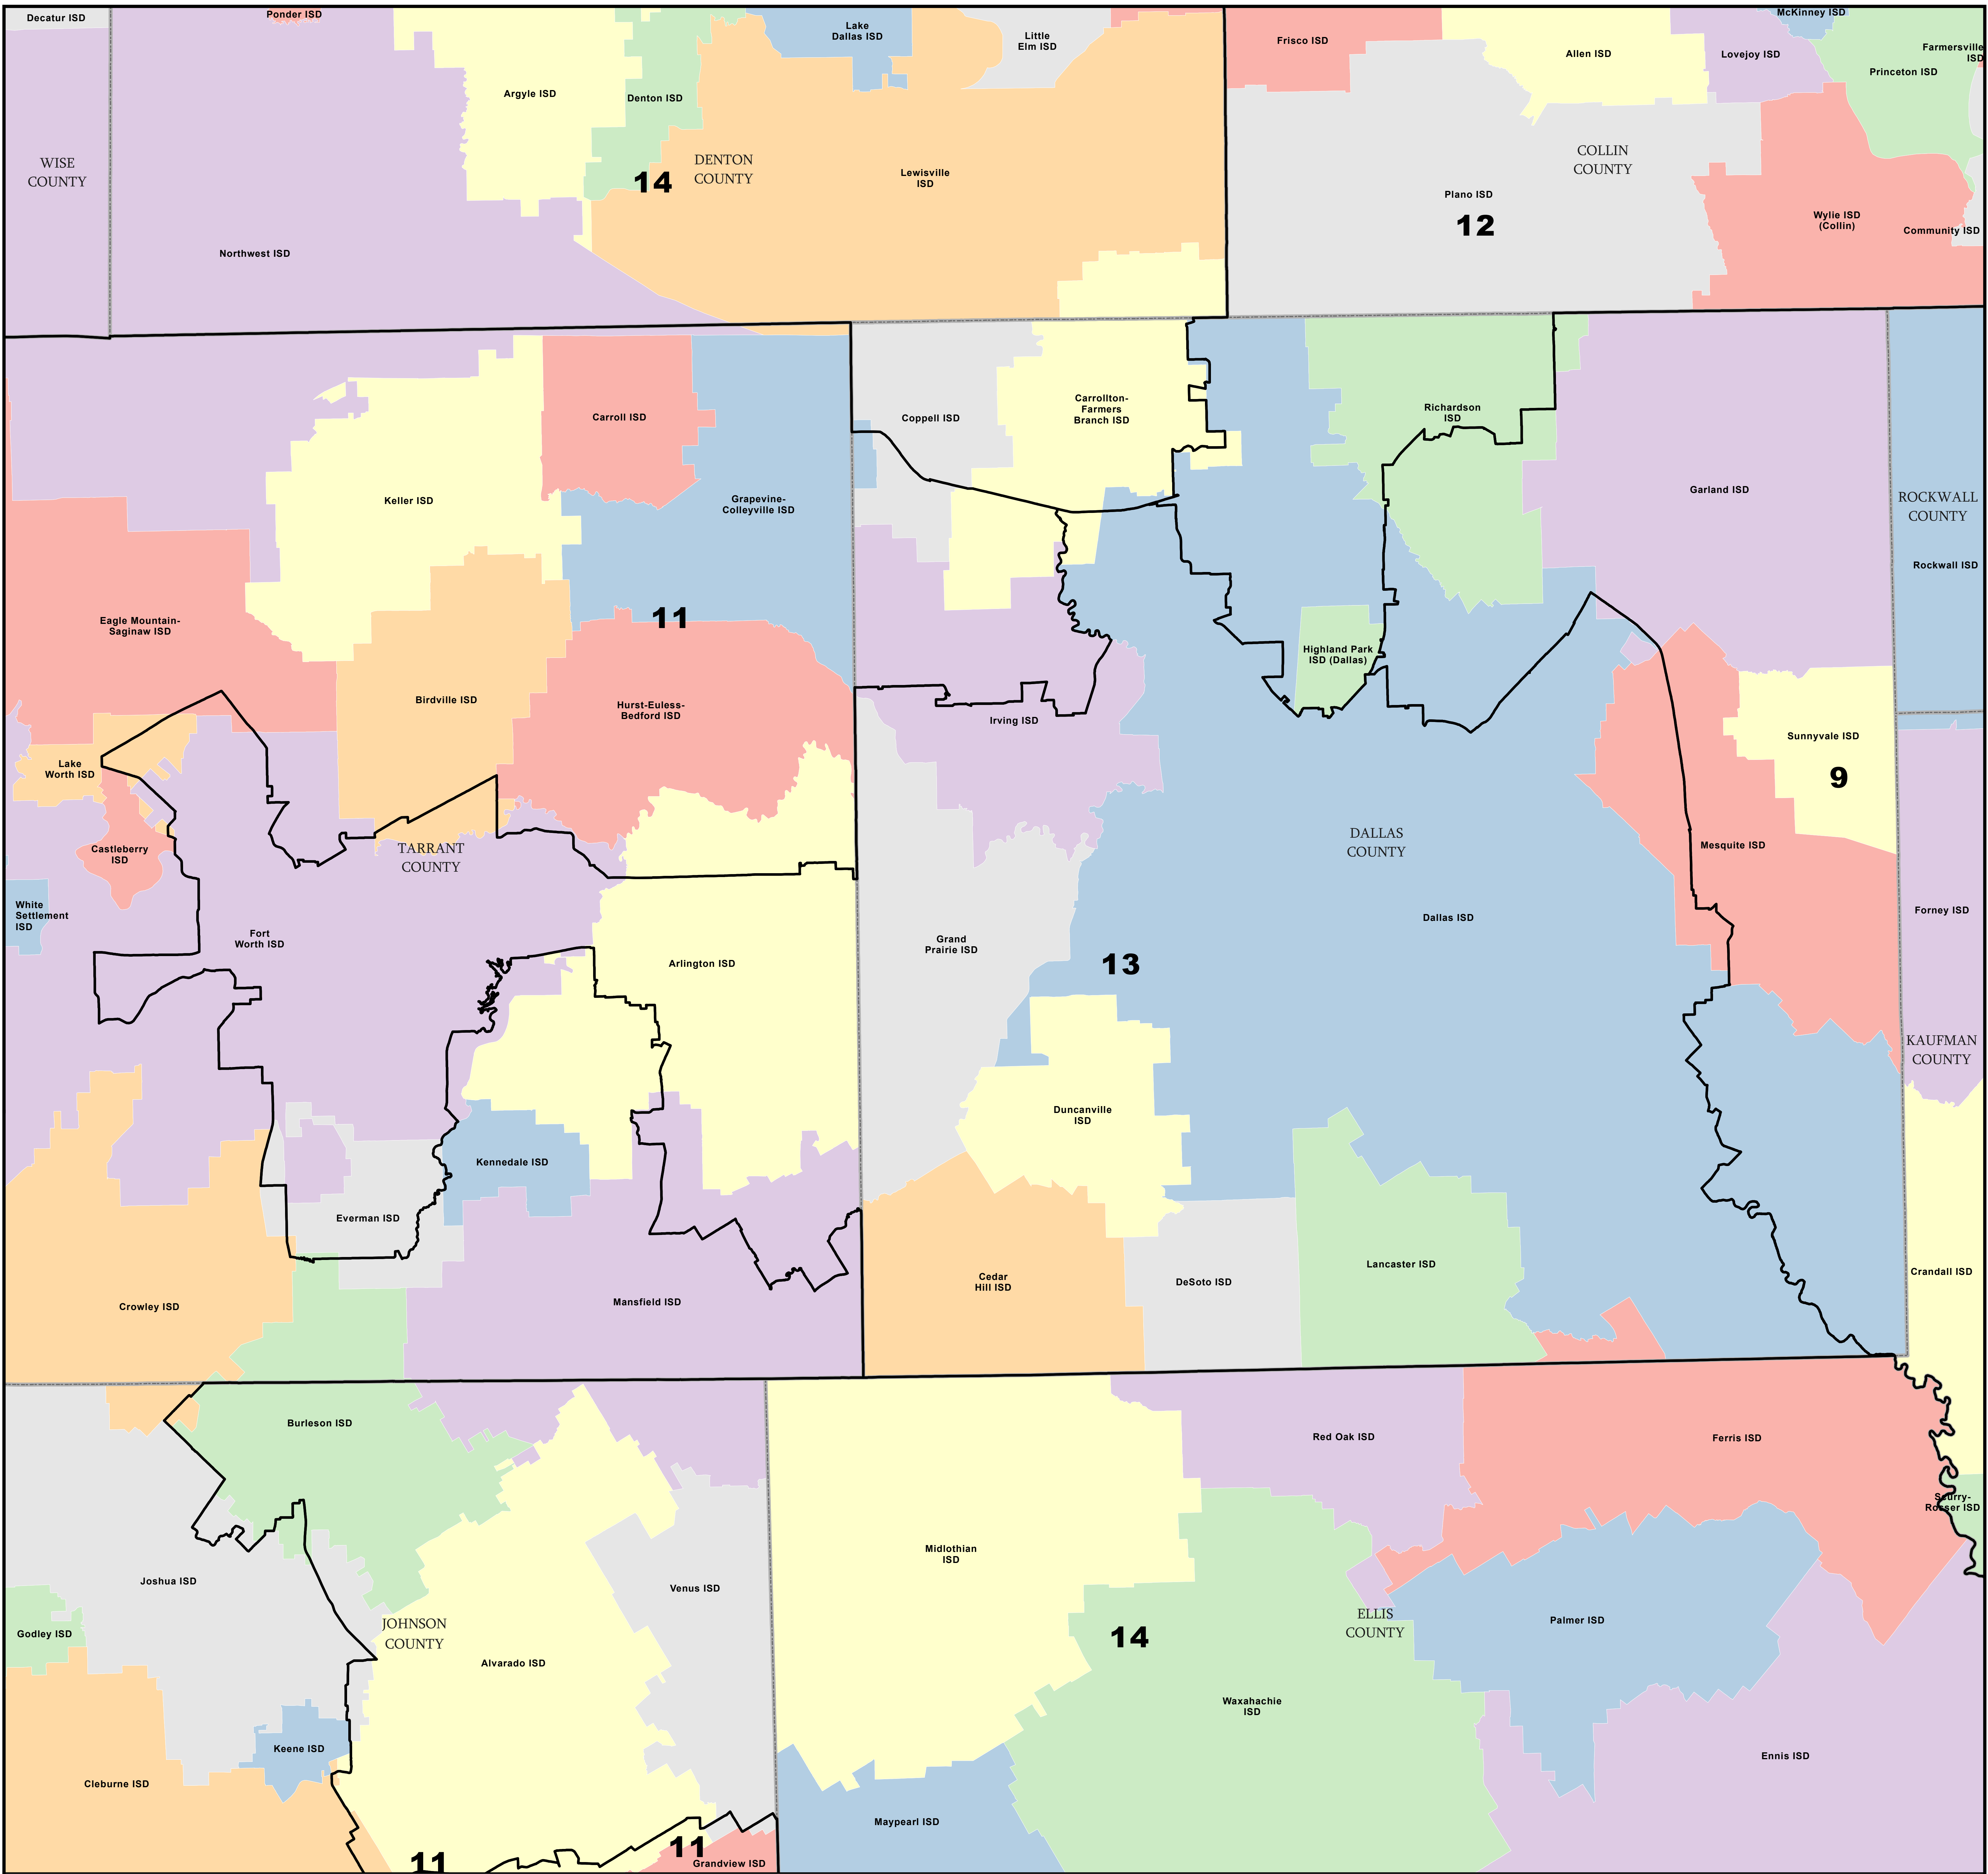 Decatur ISD
Ponder ISD
Lake
Dallas ISD
Little
Elm ISD
Frisco ISD
Allen ISD
McKinney ISD
Lovejoy ISD
Farmersville
ISD
Princeton ISD
Argyle ISD
Denton ISD
WISE
COUNTY
DENTON
COUNTY
14
Lewisville
ISD
COLLIN
COUNTY
Plano ISD
12
Wylie ISD
(Collin)
Community ISD
Northwest ISD
Carroll ISD
Coppell ISD
Carrollton-
Farmers
Branch ISD
Richardson
ISD
Keller ISD
Grapevine-
Colleyville ISD
Garland ISD
ROCKWALL
COUNTY
Rockwall ISD
Eagle Mountain-
Saginaw ISD
11
Highland Park
ISD (Dallas)
Birdville ISD
Hurst-Euless-
Bedford ISD
Irving ISD
Sunnyvale ISD
9
Lake
Worth ISD
Castleberry
ISD
TARRANT
COUNTY
DALLAS
COUNTY
Mesquite ISD
White
Settlement
ISD
Fort
Worth ISD
Arlington ISD
Grand
Prairie ISD
13
Dallas ISD
Forney ISD
KAUFMAN
COUNTY
Duncanville
ISD
Kennedale ISD
Everman ISD
Crowley ISD
Mansfield ISD
Cedar
Hill ISD
DeSoto ISD
Lancaster ISD
Crandall ISD
Burleson ISD
Red Oak ISD
Ferris ISD
Scurry-
Rosser ISD
Midlothian
ISD
Joshua ISD
Venus ISD
Godley ISD
JOHNSON
COUNTY
Alvarado ISD
14
ELLIS
COUNTY
Palmer ISD
Waxahachie
ISD
Keene ISD
Cleburne ISD
Ennis ISD
Maypearl ISD
11
11
Grandview ISD